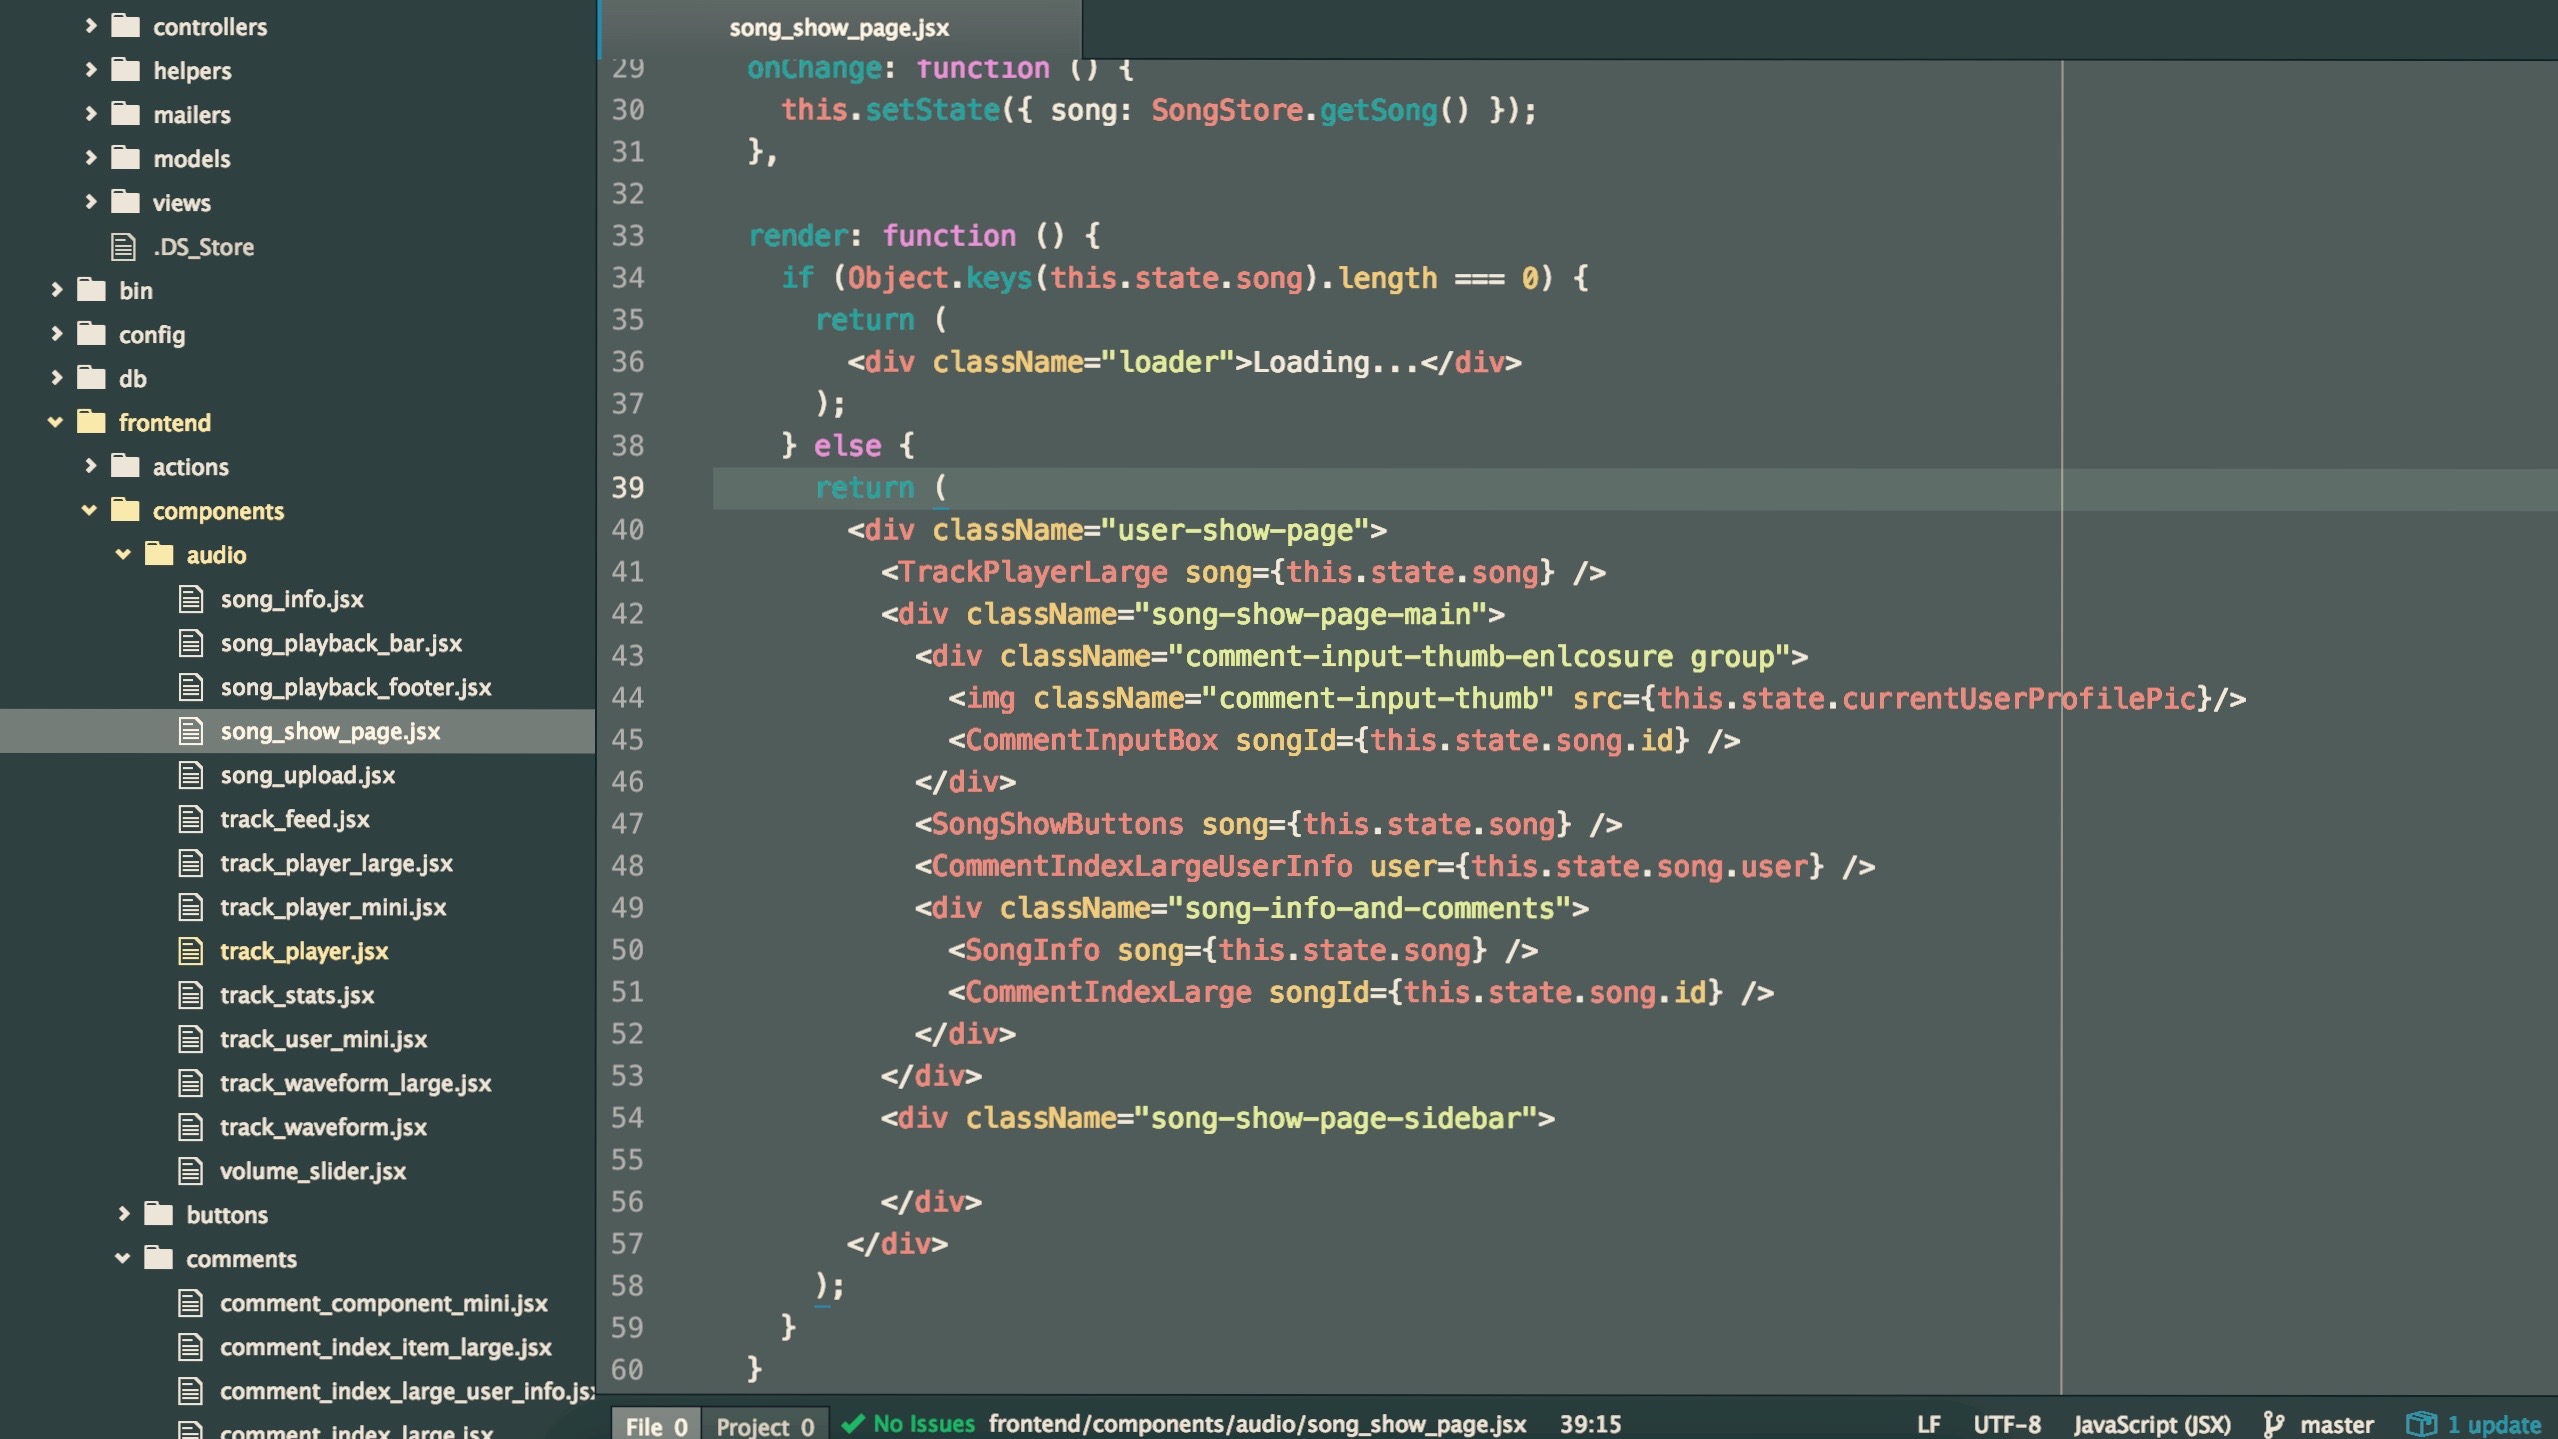 controllers
helpers
mailers
models
views
.DS_Store
bin
config
db
frontend
actions
components
audio
song_info.jsx
song_playback_bar.jsx
song_playback_footer.jsx
song_show_page.jsx
song_upload.jsx
track_feed.jsx
track_player_large.jsx
track_player_mini.jsx
track_player.jsx
track_stats.jsx
track_user_mini.jsx
track_waveform_large.jsx
track_waveform.jsx
volume_slider.jsx
buttons
comments
comment_component_mini.jsx
comment_index_item_large.jsx
comment_index_large_user_info.jsx
comment_index_large.jsx
song_show_page.jsx
29 onChange: function () {
30 this.setState({ song: SongStore.getSong() });
31 },
32
33 render: function () {
34 if (Object.keys(this.state.song).length === 0) {
35 return (
36 <div className="loader">Loading...</div>
37 );
38 } else {
39 return (
40 <div className="user-show-page">
41 <TrackPlayerLarge song={this.state.song} />
42 <div className="song-show-page-main">
43 <div className="comment-input-thumb-enlcosure group">
44 <img className="comment-input-thumb" src={this.state.currentUserProfilePic}/>
45 <CommentInputBox songId={this.state.song.id} />
46 </div>
47 <SongShowButtons song={this.state.song} />
48 <CommentIndexLargeUserInfo user={this.state.song.user} />
49 <div className="song-info-and-comments">
50 <SongInfo song={this.state.song} />
51 <CommentIndexLarge songId={this.state.song.id} />
52 </div>
53 </div>
54 <div className="song-show-page-sidebar">
55
56 </div>
57 </div>
58 );
59 }
60 }
File 0 Project 0 No Issues frontend/components/audio/song_show_page.jsx 39:15 LF UTF-8 JavaScript (JSX) master 1 update